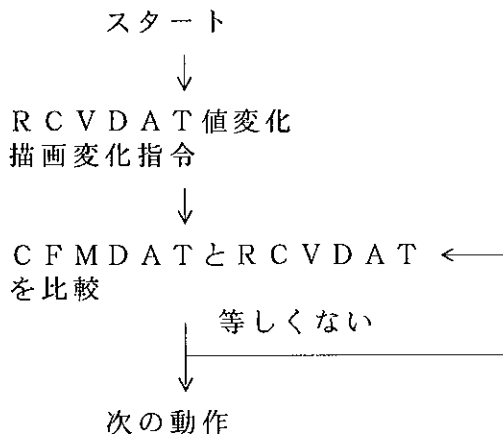 スタート
RCVDAT値変化
描画変化指令
CFMDATとRCVDAT
を比較
等しくない
次の動作